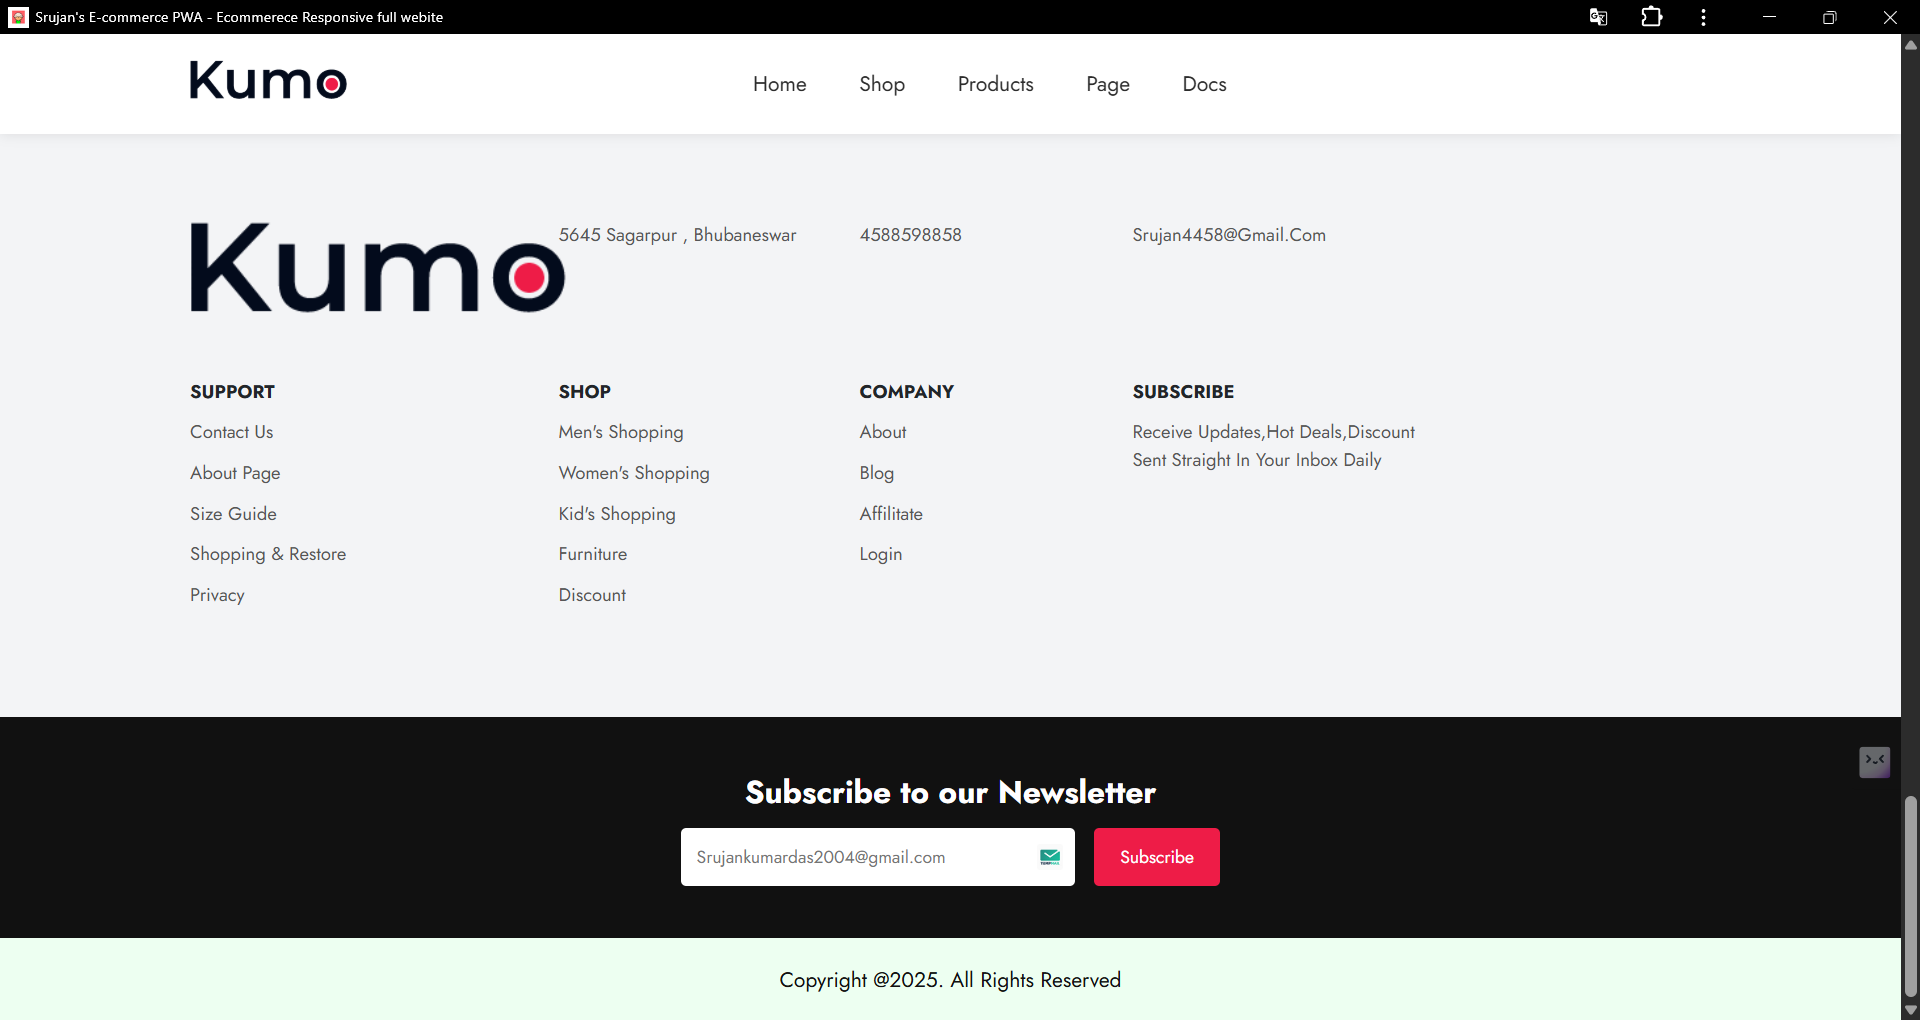 Srujan's E-commerce PWA - Ecommerece Responsive full webite
Kumo
Home
Shop
Products
Page
Docs
Kumo
5645 Sagarpur , Bhubaneswar
4588598858
Srujan4458@Gmail.Com
SUPPORT
Contact Us
About Page
Size Guide
Shopping & Restore
Privacy
SHOP
Men's Shopping
Women's Shopping
Kid's Shopping
Furniture
Discount
COMPANY
About
Blog
Affilitate
Login
SUBSCRIBE
Receive Updates,Hot Deals,Discount
Sent Straight In Your Inbox Daily
Subscribe to our Newsletter
Srujankumardas2004@gmail.com
Subscribe
Copyright @2025. All Rights Reserved